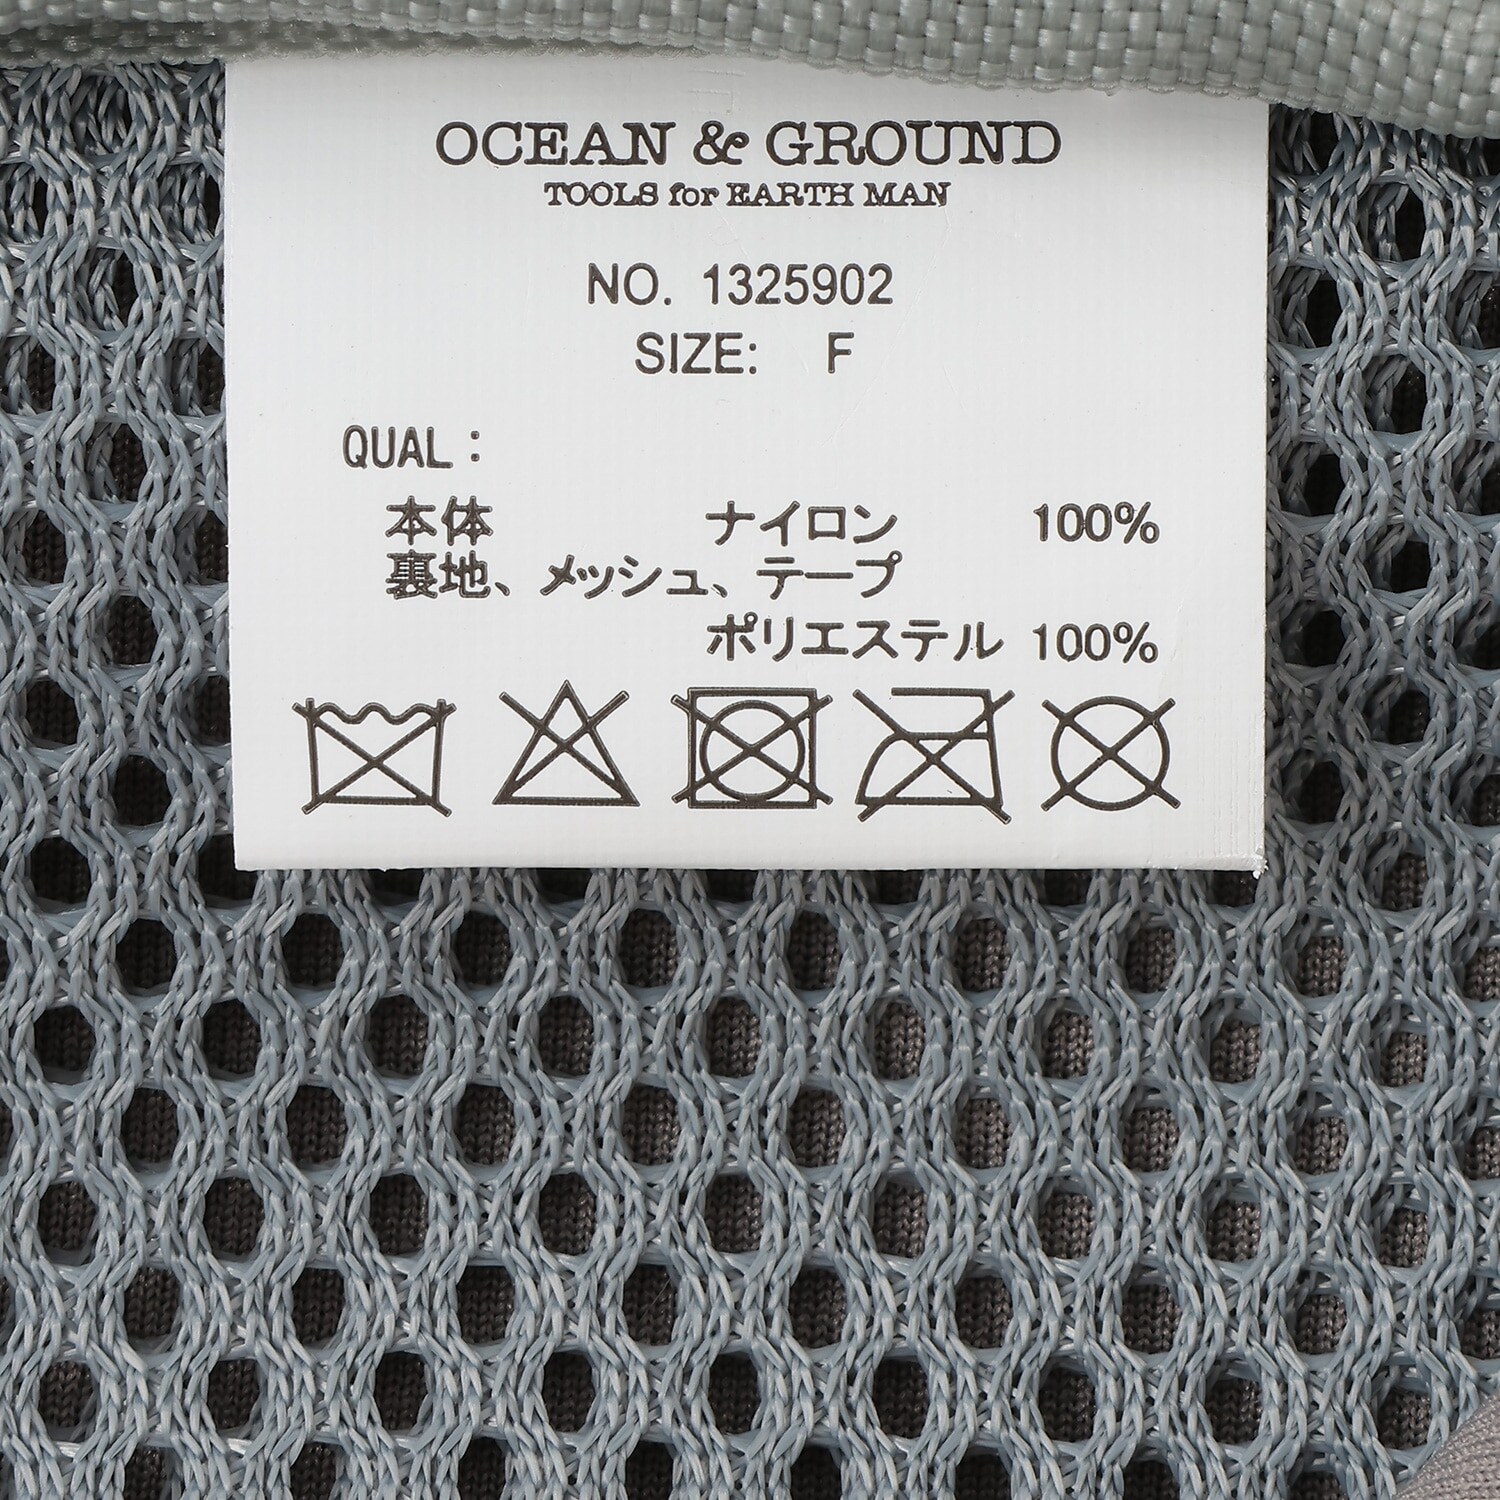 OCEAN & GROUND
TOOLS for EARTH MAN
NO. 1325902
SIZE: F
QUAL:
本体 ナイロン 100%
裏地、メッシュ、テープ
ポリエステル 100%